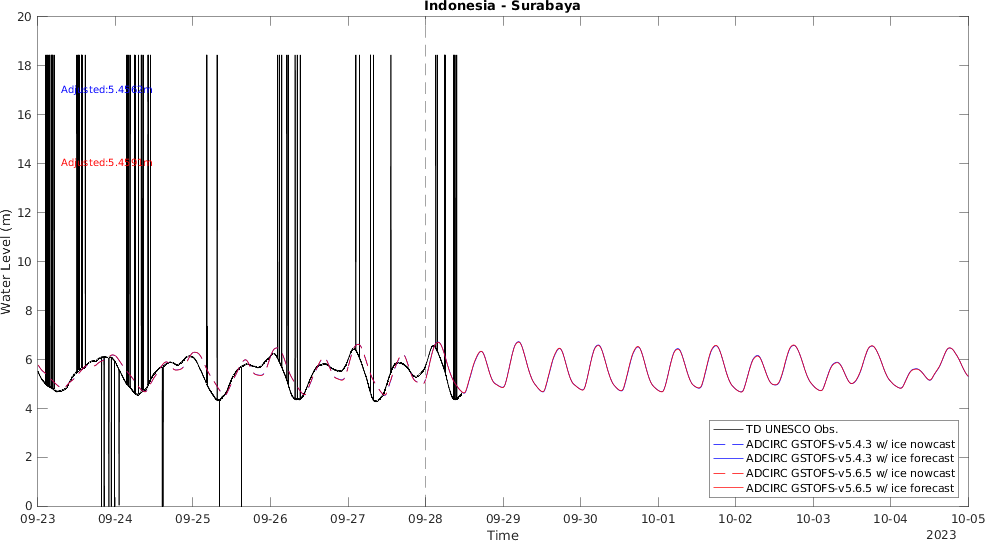 Indonesia - Surabaya
20
18
16
14
12
10
8
6
4
2
0
Water Level (m)
Adjusted:5.4562m
TD UNESCO Obs.
ADCIRC GSTOFS-v5.4.3 w/ ice nowcast
ADCIRC GSTOFS-v5.4.3 w/ ice forecast
ADCIRC GSTOFS-v5.6.5 w/ ice nowcast
ADCIRC GSTOFS-v5.6.5 w/ ice forecast
09-23
09-24
09-25
09-26
09-27
09-28
09-29
09-30
10-01
10-02
10-03
10-04
10-05
Time
2023